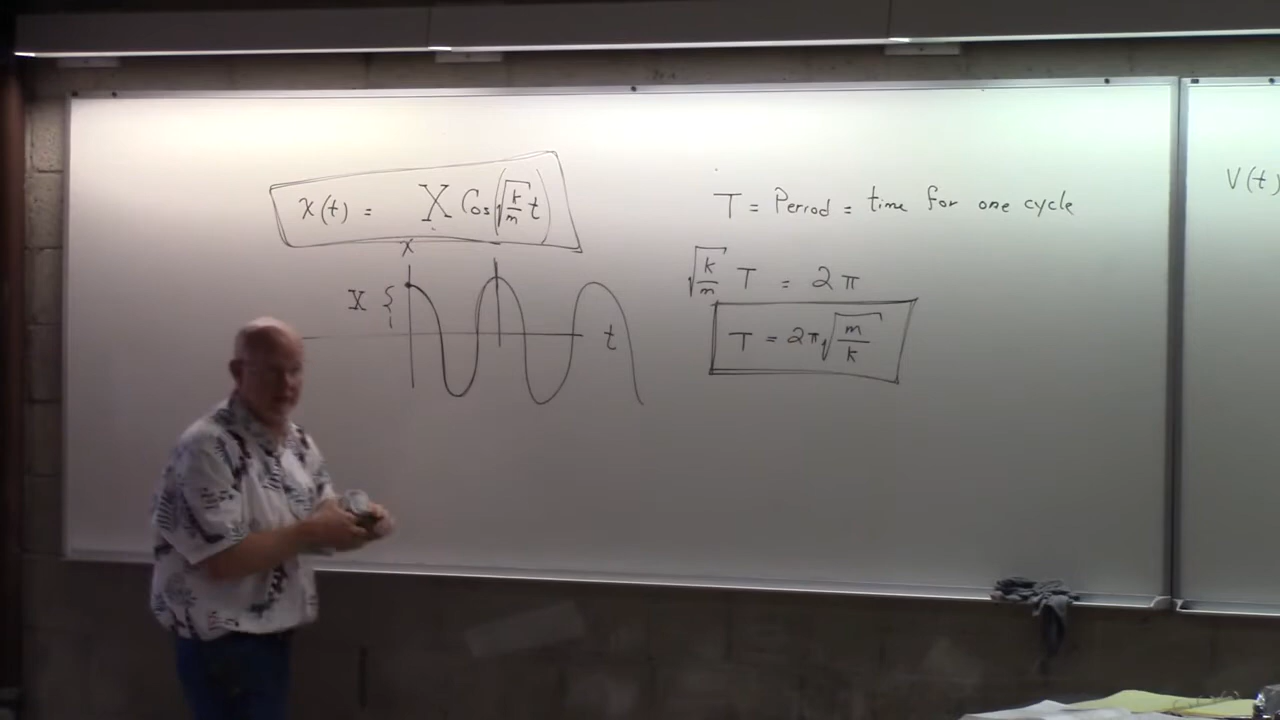 x(t) = X Cos(√(k/m) t)
x
X
t
T = Period = time for one cycle
√(k/m) T = 2π
T = 2π√(m/k)
V(t)